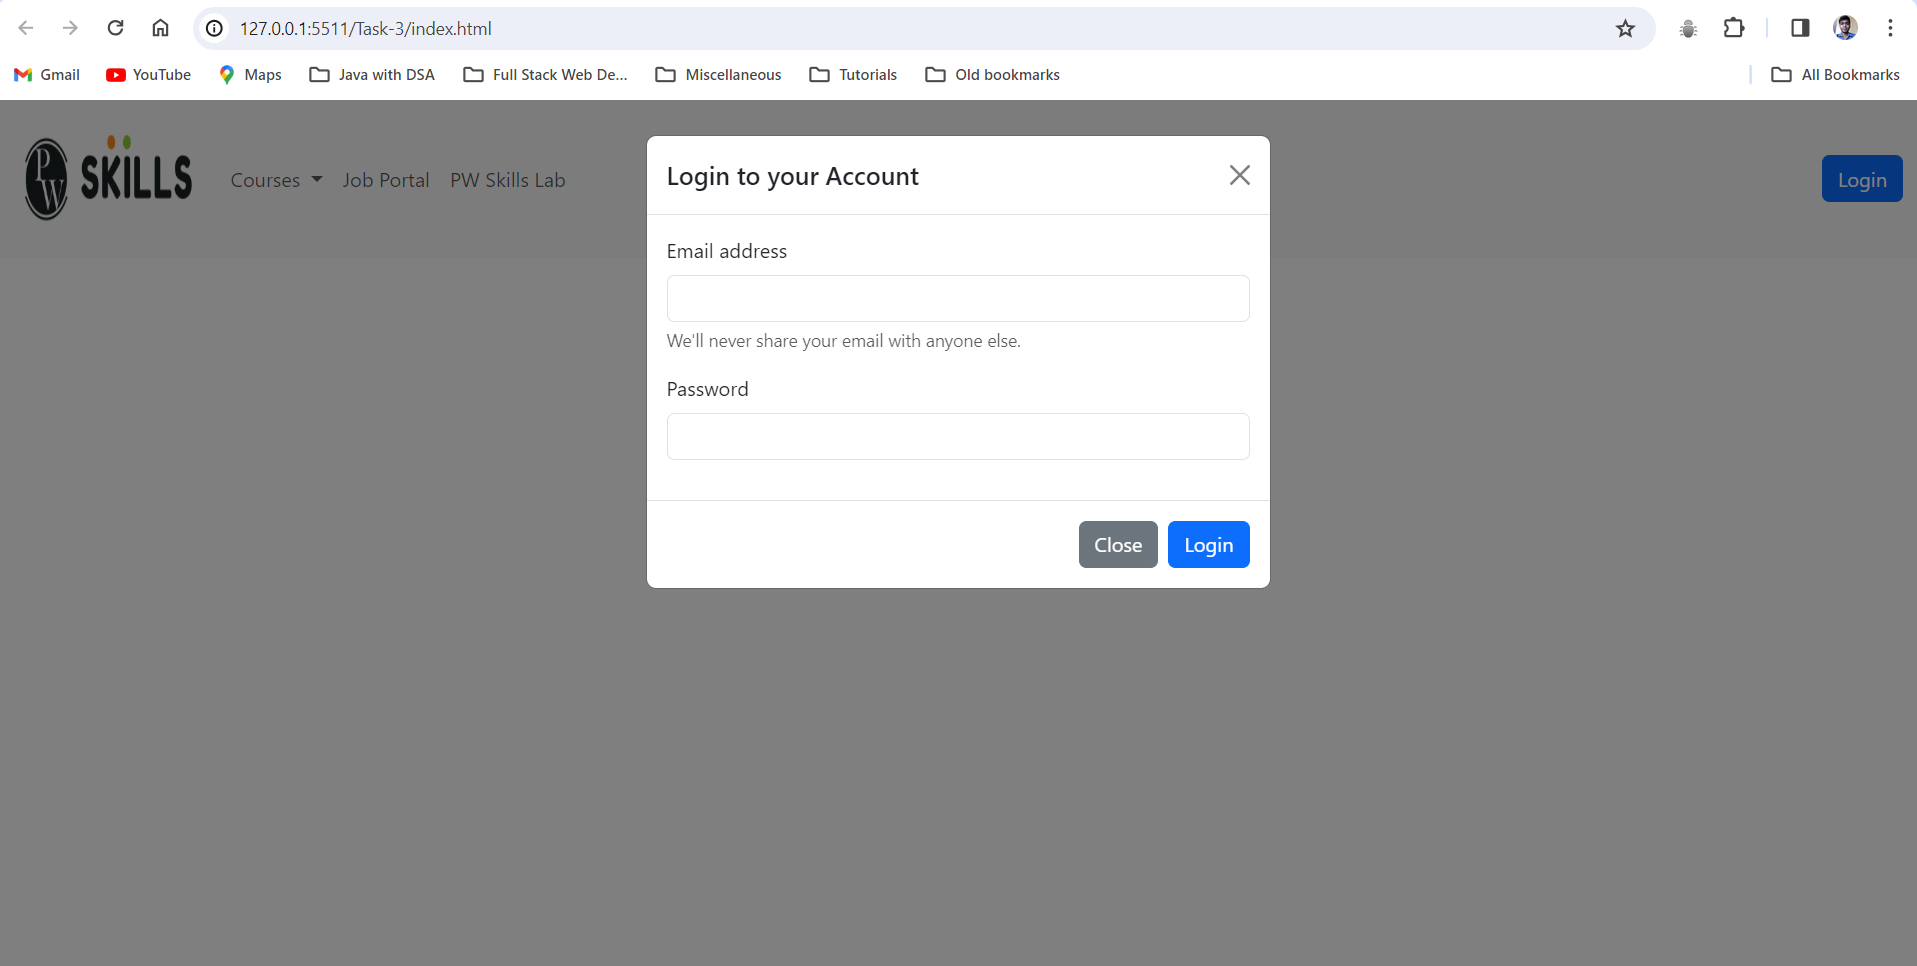 127.0.0.1:5511/Task-3/index.html
Gmail YouTube Maps Java with DSA Full Stack Web De... Miscellaneous Tutorials Old bookmarks All Bookmarks
PW SKILLS Courses Job Portal PW Skills Lab Login
Login to your Account
Email address
We'll never share your email with anyone else.
Password
Close Login